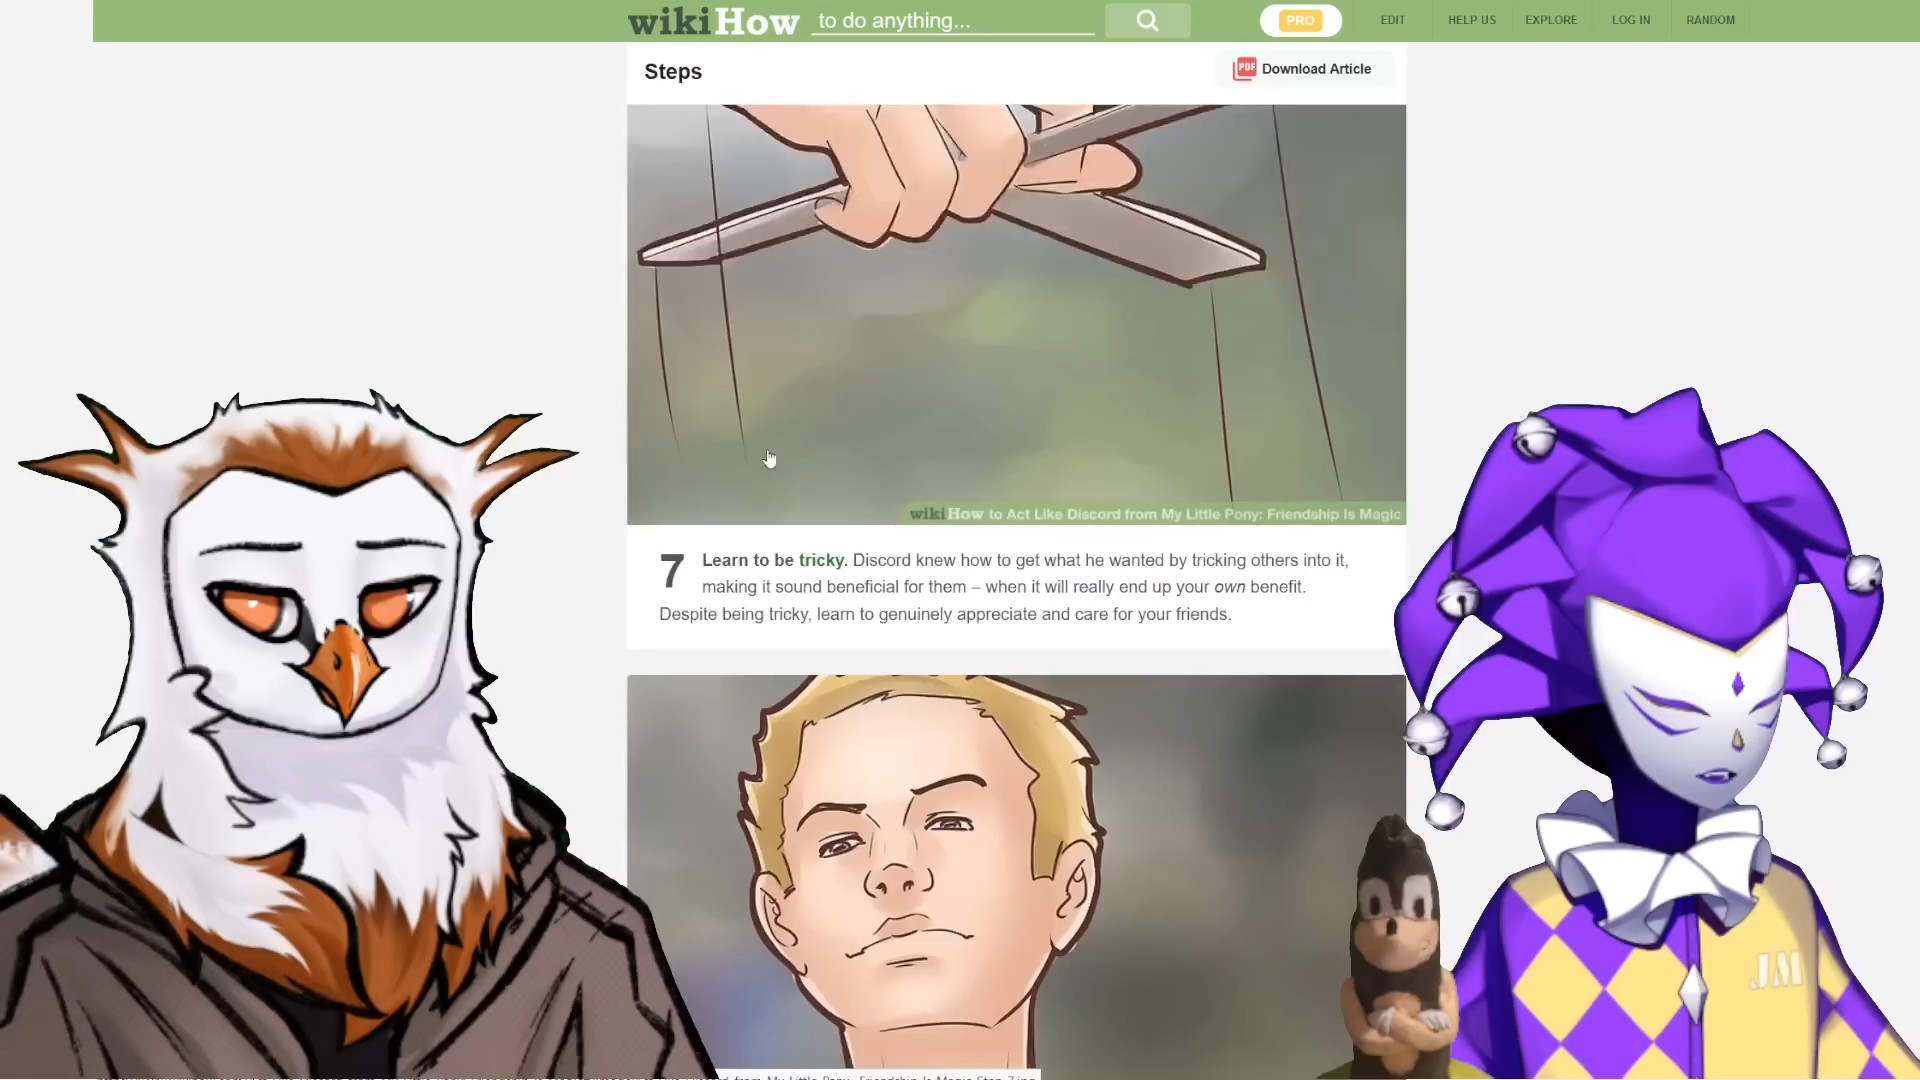 wikiHow to do anything... PRO EDIT HELP US EXPLORE LOG IN RANDOM
Steps
PDF Download Article
wikiHow to Act Like Discord from My Little Pony: Friendship Is Magic
7 Learn to be tricky. Discord knew how to get what he wanted by tricking others into it,
making it sound beneficial for them – when it will really end up your own benefit.
Despite being tricky, learn to genuinely appreciate and care for your friends.
JM